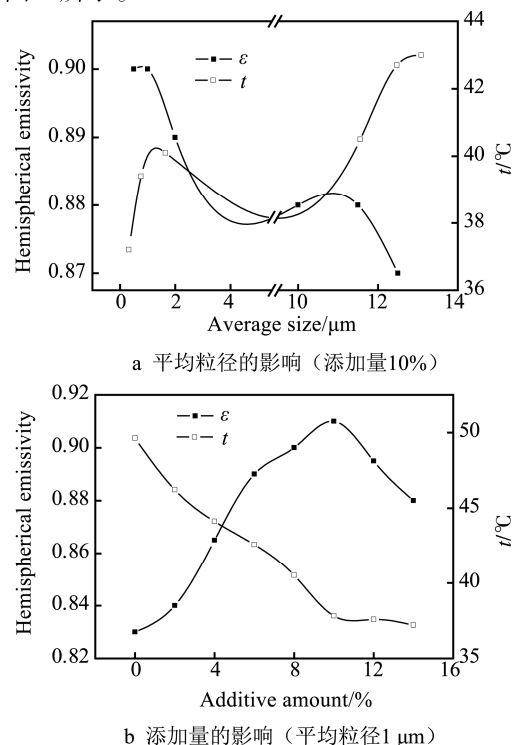 44
0.90
ε
t
42
0.89
40
0.88
38
0.87
36
Hemispherical emissivity
t/℃
0 2 4 10 12 14
Average size/μm
a 平均粒径的影响（添加量10%）
0.92
ε
t
50
0.90
0.88
45
0.86
40
0.84
0.82
35
Hemispherical emissivity
t/℃
0 4 8 12 16
Additive amount/%
b 添加量的影响（平均粒径1 μm）